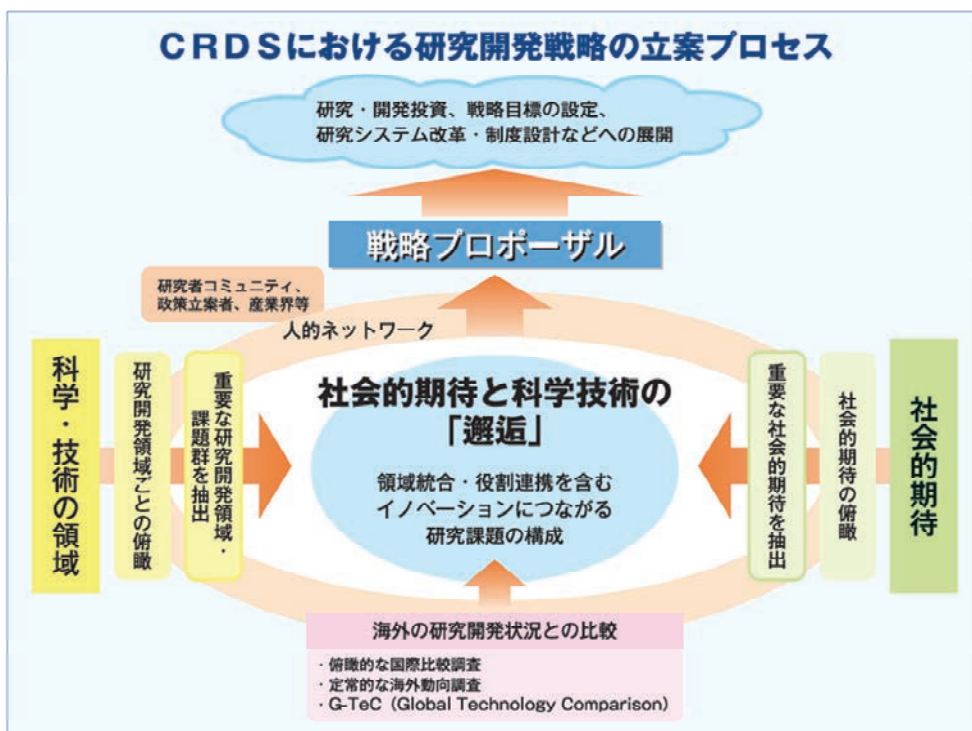 CRDSにおける研究開発戦略の立案プロセス
研究・開発投資、戦略目標の設定、
研究システム改革・制度設計などへの展開
戦略プロポーザル
研究者コミュニティ、
政策立案者、産業界等
人的ネットワーク
科学・技術の領域
研究開発領域ごとの俯瞰
重要な研究開発領域・
課題群を抽出
社会的期待と科学技術の
「邂逅」
領域統合・役割連携を含む
イノベーションにつながる
研究課題の構成
重要な社会的期待を抽出
社会的期待の俯瞰
社会的期待
海外の研究開発状況との比較
・俯瞰的な国際比較調査
・定常的な海外動向調査
・G-TeC（Global Technology Comparison）